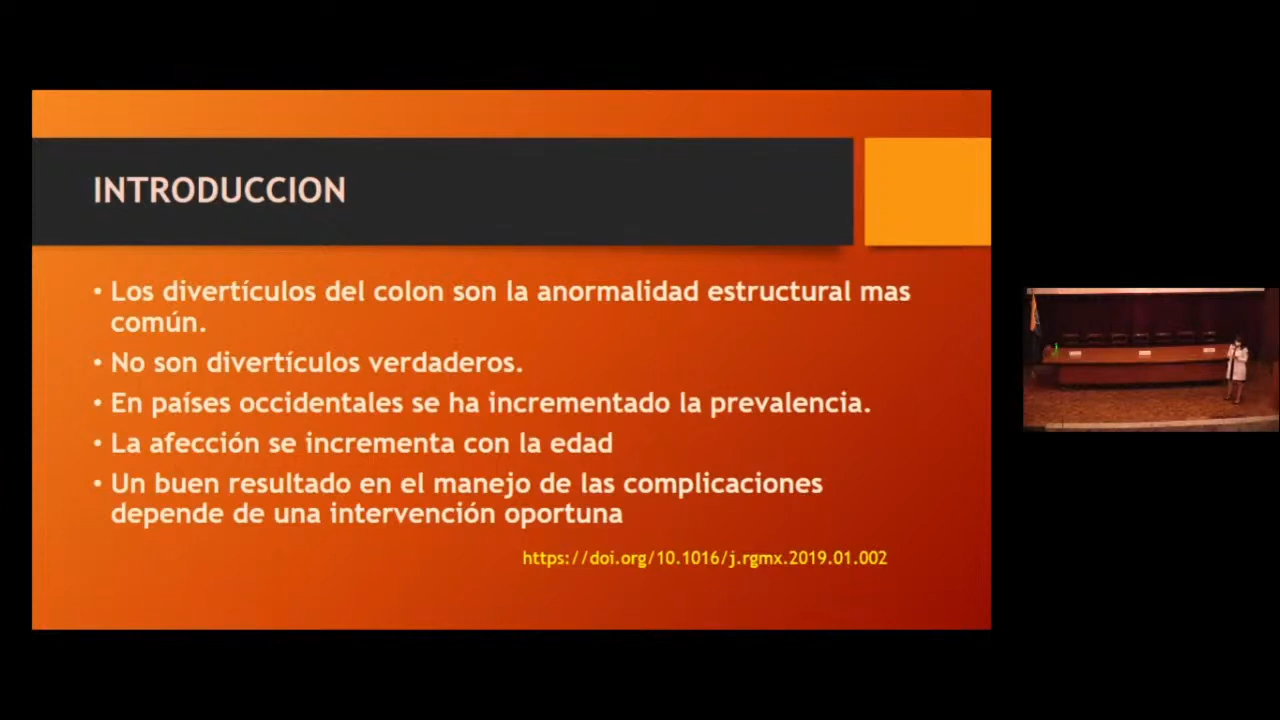 INTRODUCCION
• Los divertículos del colon son la anormalidad estructural mas
común.
• No son divertículos verdaderos.
• En países occidentales se ha incrementado la prevalencia.
• La afección se incrementa con la edad
• Un buen resultado en el manejo de las complicaciones
depende de una intervención oportuna
https://doi.org/10.1016/j.rgmx.2019.01.002